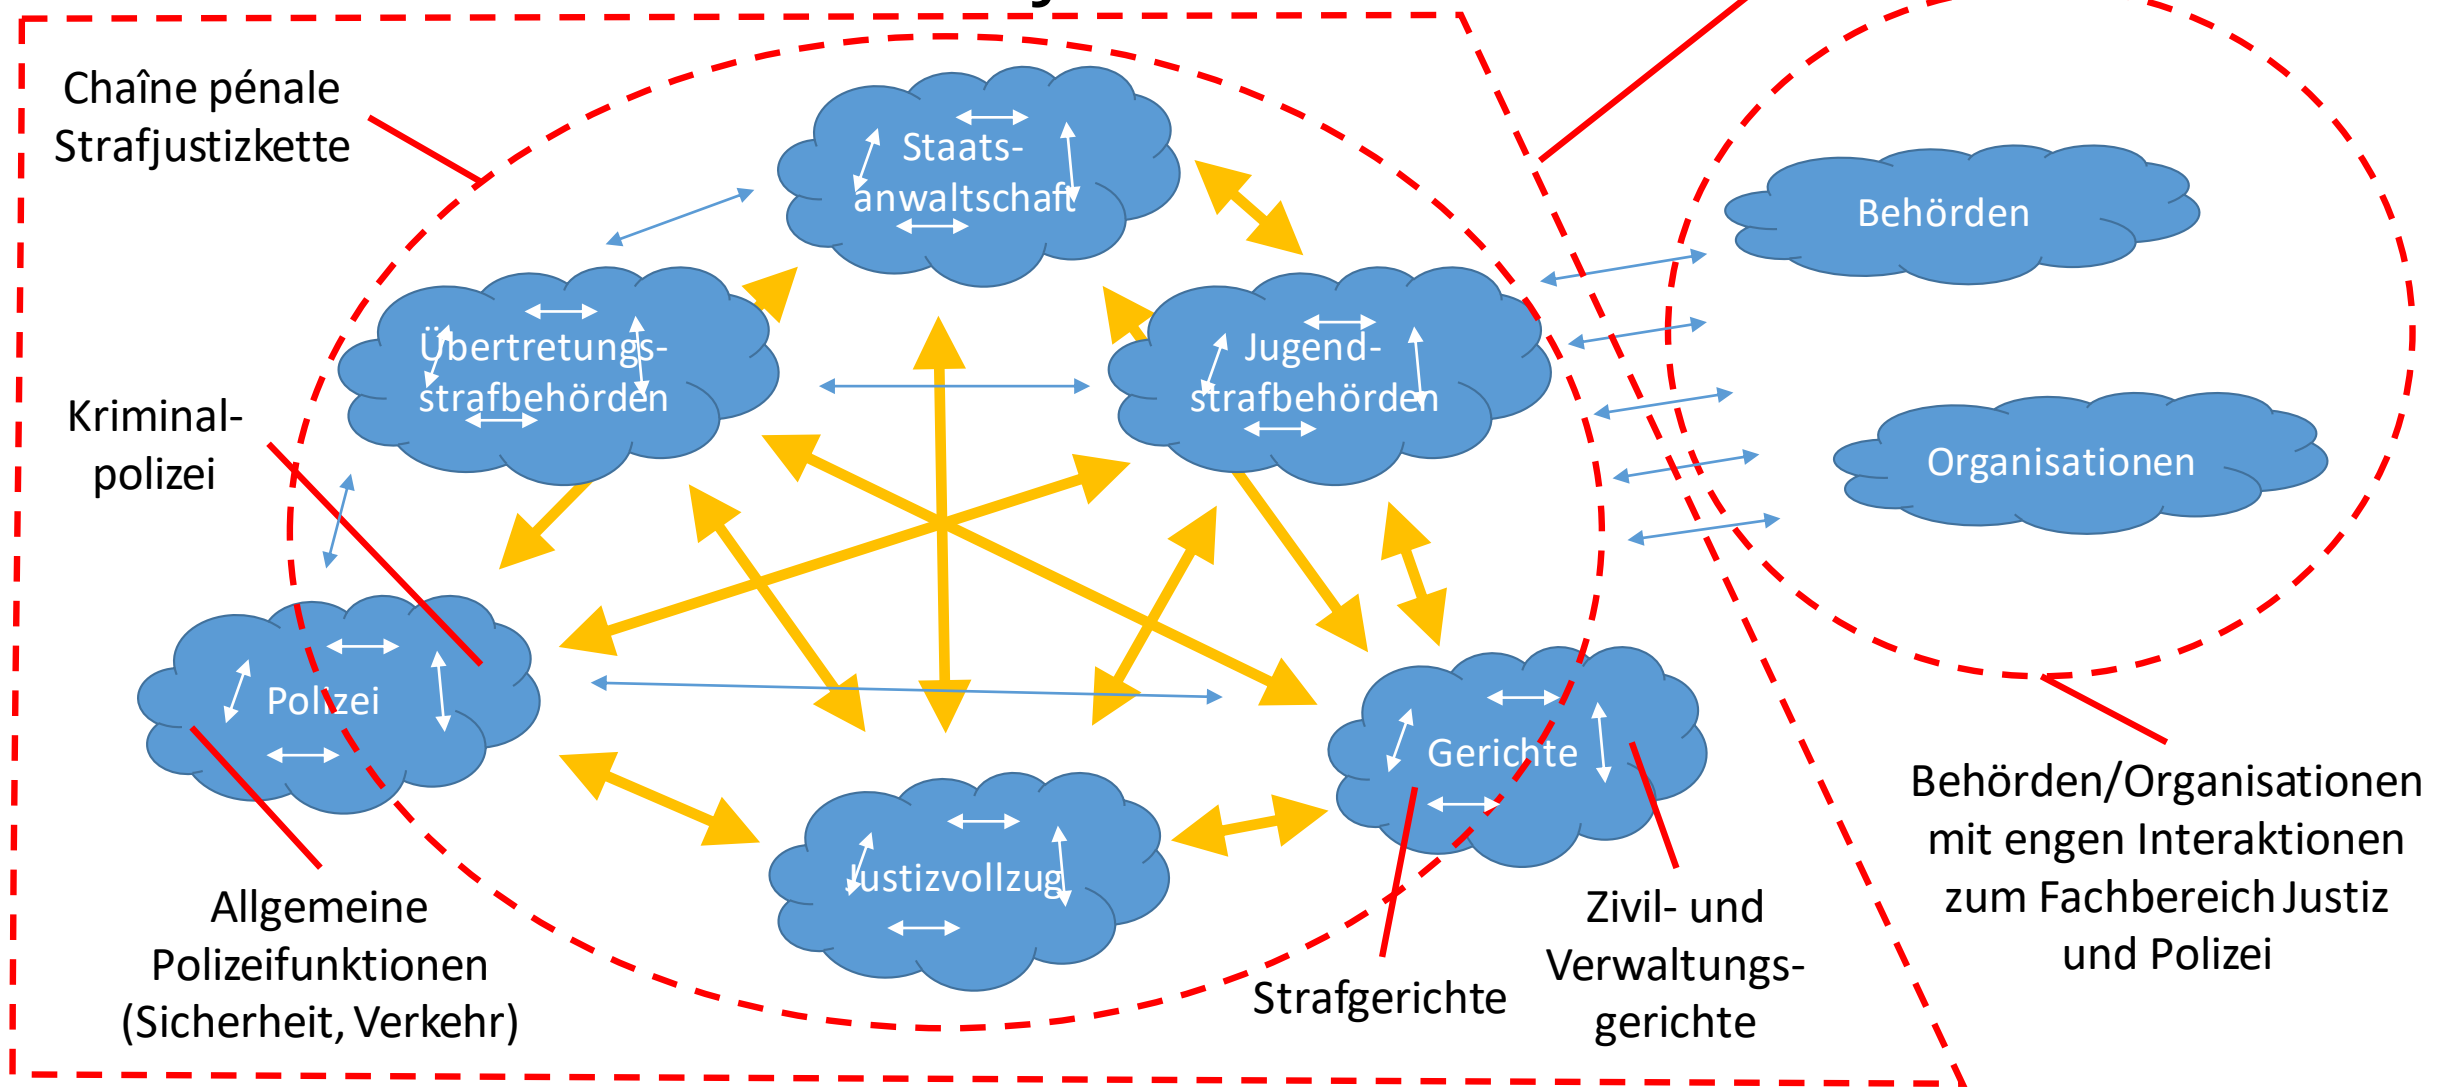 Chaîne pénale
Strafjustizkette
Staats-
anwaltschaft
Behörden
Übertretungs-
strafbehörden
Jugend-
strafbehörden
Kriminal-
polizei
Organisationen
Polizei
Gerichte
Justizvollzug
Allgemeine
Polizeifunktionen
(Sicherheit, Verkehr)
Strafgerichte
Zivil- und
Verwaltungs-
gerichte
Behörden/Organisationen
mit engen Interaktionen
zum Fachbereich Justiz
und Polizei